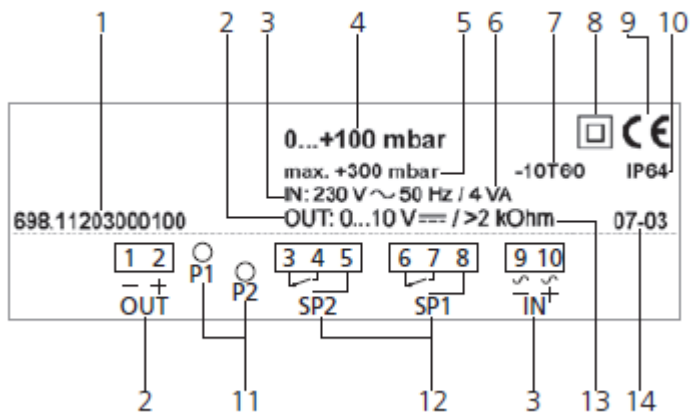 1 2 3 4 5 6 7 8 9 10
0...+100 mbar CE
max. +300 mbar -10T60 IP64
IN: 230 V ~ 50 Hz / 4 VA
698.11203000100 OUT: 0...10 V⎓ / >2 kOhm 07-03
1 2 P1 P2 3 4 5 6 7 8 9 10
− + ~ ~
− +
OUT SP2 SP1 IN
2 11 12 3 13 14